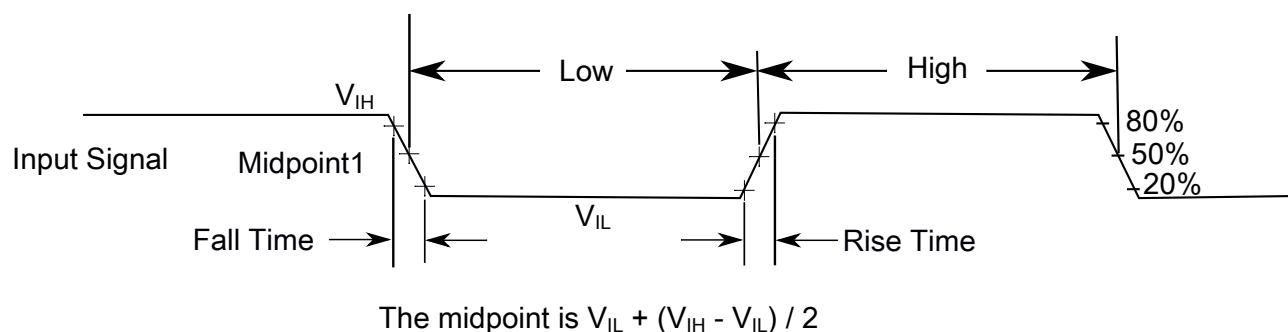 Low
High
V_IH
80%
Input Signal
Midpoint1
50%
20%
V_IL
Fall Time
Rise Time
The midpoint is V_IL + (V_IH - V_IL) / 2